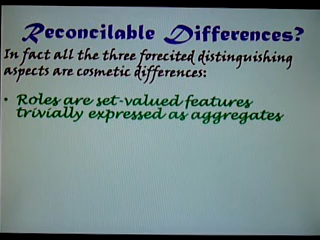 Reconcilable Differences?
In fact all the three forecited distinguishing
aspects are cosmetic differences:
• Roles are set-valued features
trivially expressed as aggregates